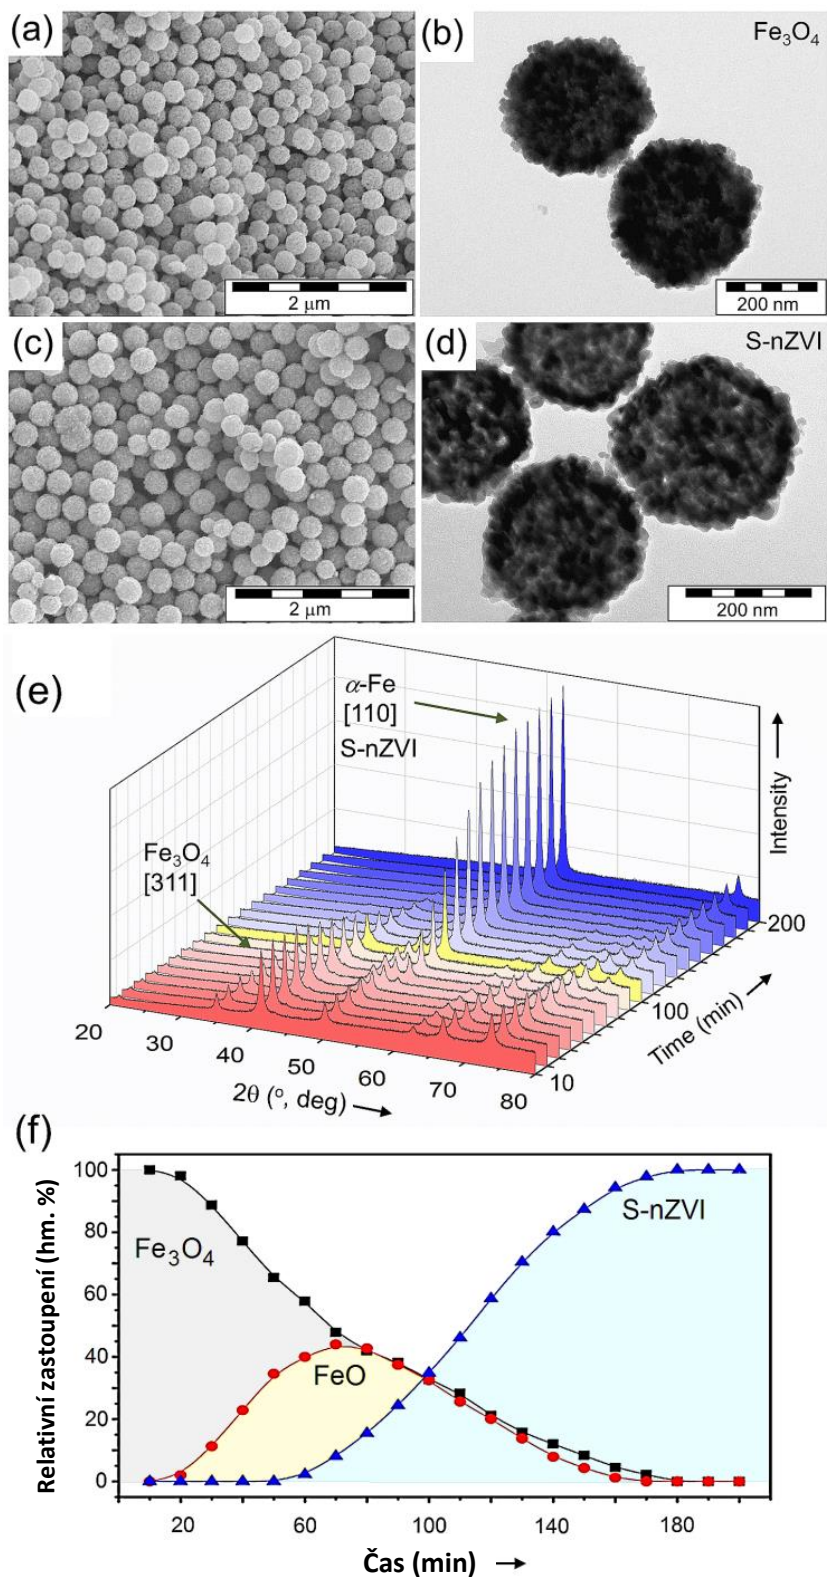 (a)
2 μm
(b)
Fe₃O₄
200 nm
(c)
2 μm
(d)
S-nZVI
200 nm
(e)
α-Fe
[110]
S-nZVI
Fe₃O₄
[311]
Intensity
200
100
10
Time (min)
20
30
40
50
60
70
80
2θ (°, deg)
(f)
Relativní zastoupení (hm. %)
100
80
60
40
20
0
Fe₃O₄
FeO
S-nZVI
20
60
100
140
180
Čas (min)